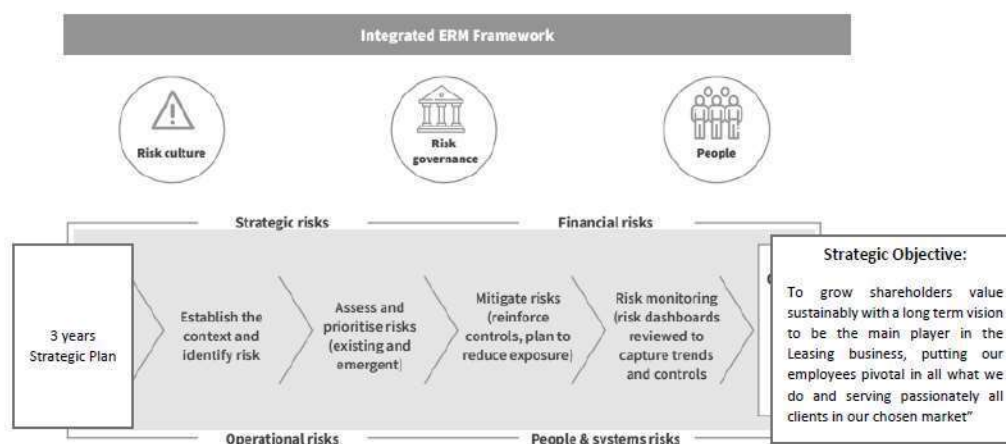 Integrated ERM Framework
Risk culture
Risk
governance
People
Strategic risks
Financial risks
3 years
Strategic Plan
Establish the
context and
identify risk
Assess and
prioritise risks
(existing and
emergent)
Mitigate risks
(reinforce
controls, plan to
reduce exposure)
Risk monitoring
(risk dashboards
reviewed to
capture trends
and controls
Strategic Objective:
To grow shareholders value
sustainably with a long term vision
to be the main player in the
Leasing business, putting our
employees pivotal in all what we
do and serving passionately all
clients in our chosen market”
Operational risks
People & systems risks